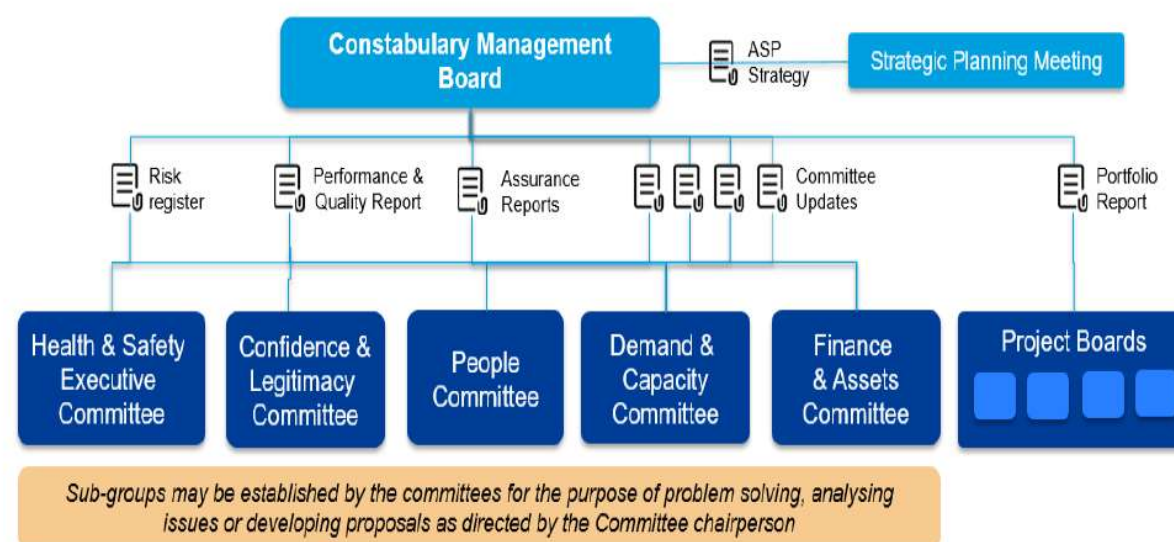 Constabulary Management
Board
ASP
Strategy
Strategic Planning Meeting
Risk
register
Performance &
Quality Report
Assurance
Reports
Committee
Updates
Portfolio
Report
Health & Safety
Executive
Committee
Confidence &
Legitimacy
Committee
People
Committee
Demand &
Capacity
Committee
Finance
& Assets
Committee
Project Boards
Sub-groups may be established by the committees for the purpose of problem solving, analysing
issues or developing proposals as directed by the Committee chairperson